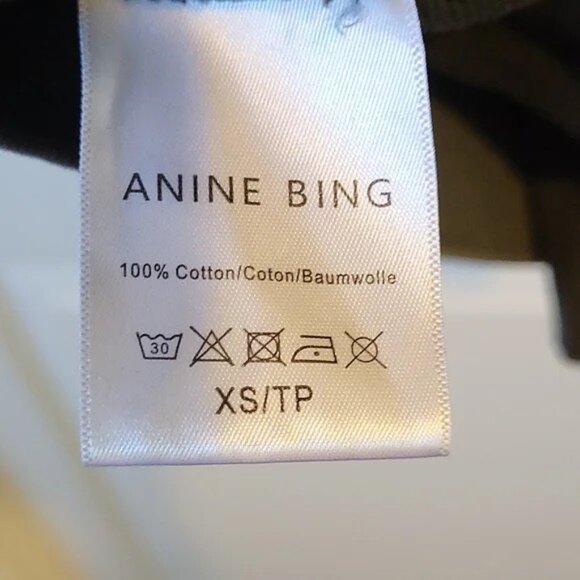 ANINE BING
100% Cotton/Coton/Baumwolle
30
XS/TP